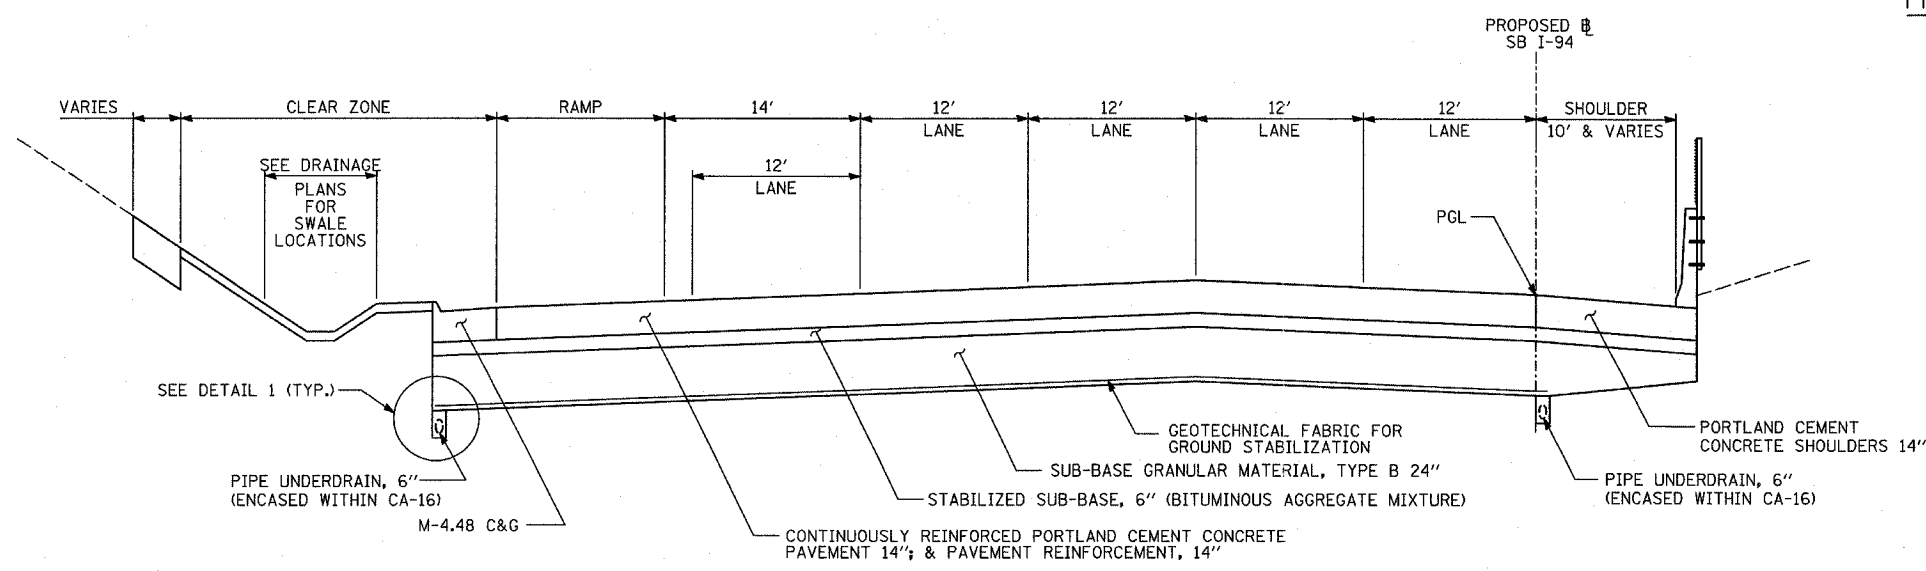 PROPOSED ℄
SB I-94
VARIES
CLEAR ZONE
RAMP
14'
12'
LANE
12'
LANE
12'
LANE
12'
LANE
SHOULDER
10' & VARIES
SEE DRAINAGE
PLANS
FOR
SWALE
LOCATIONS
12'
LANE
PGL
SEE DETAIL 1 (TYP.)
GEOTECHNICAL FABRIC FOR
GROUND STABILIZATION
PORTLAND CEMENT
CONCRETE SHOULDERS 14"
SUB-BASE GRANULAR MATERIAL, TYPE B 24"
PIPE UNDERDRAIN, 6"
(ENCASED WITHIN CA-16)
PIPE UNDERDRAIN, 6"
(ENCASED WITHIN CA-16)
STABILIZED SUB-BASE, 6" (BITUMINOUS AGGREGATE MIXTURE)
M-4.48 C&G
CONTINUOUSLY REINFORCED PORTLAND CEMENT CONCRETE
PAVEMENT 14"; & PAVEMENT REINFORCEMENT, 14"